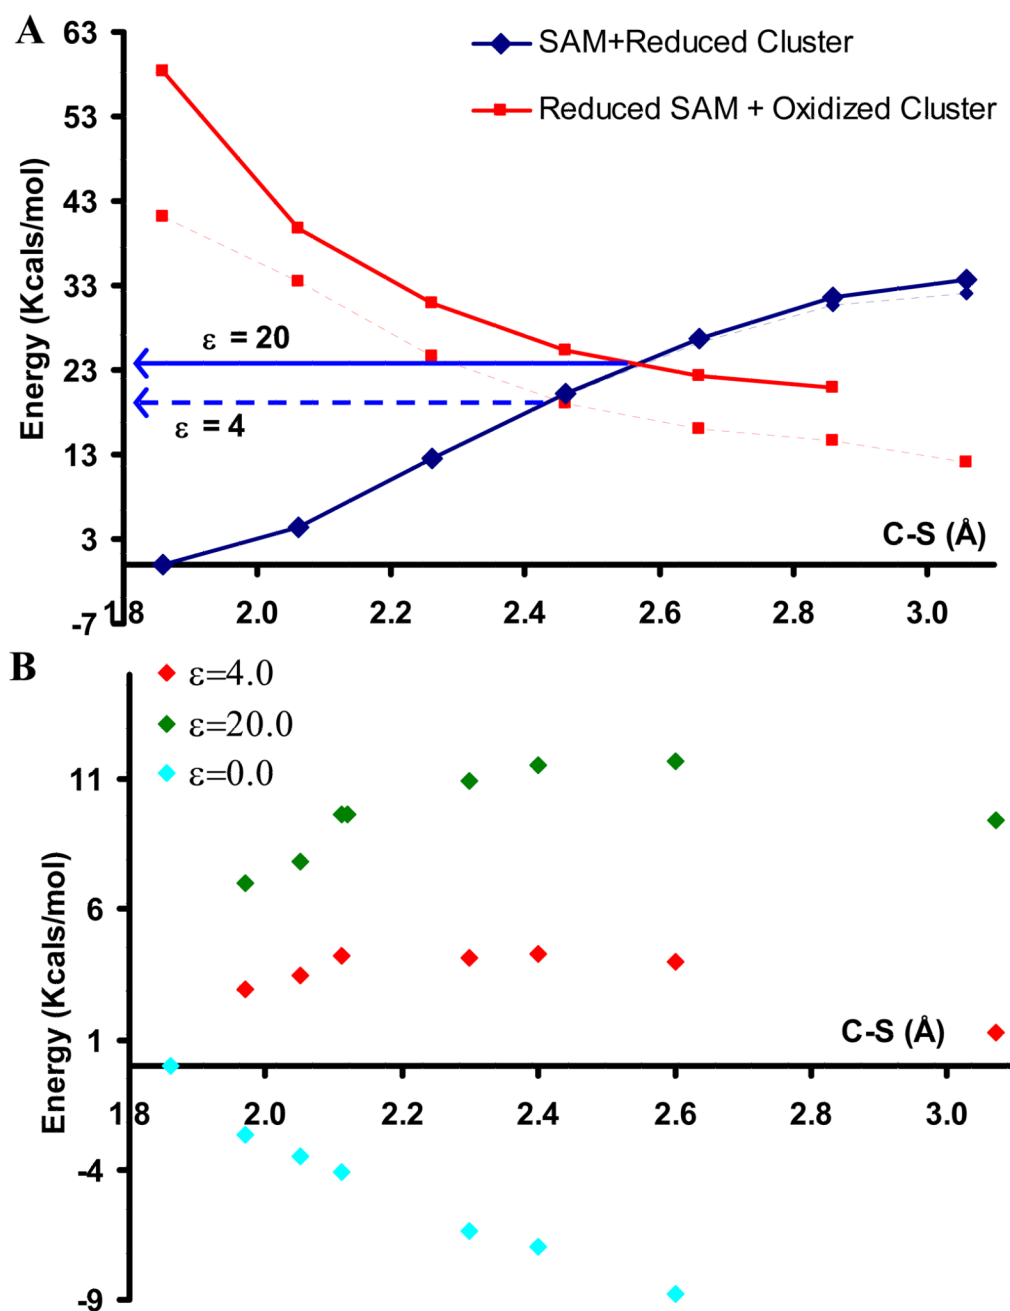 A
63
SAM+Reduced Cluster
53
Reduced SAM + Oxidized Cluster
43
33
ε = 20
23
ε = 4
13
C-S (Å)
3
-7
1.8 2.0 2.2 2.4 2.6 2.8 3.0
Energy (Kcals/mol)
B
ε=4.0
ε=20.0
ε=0.0
11
6
C-S (Å)
1
1.8 2.0 2.2 2.4 2.6 2.8 3.0
-4
-9
Energy (Kcals/mol)